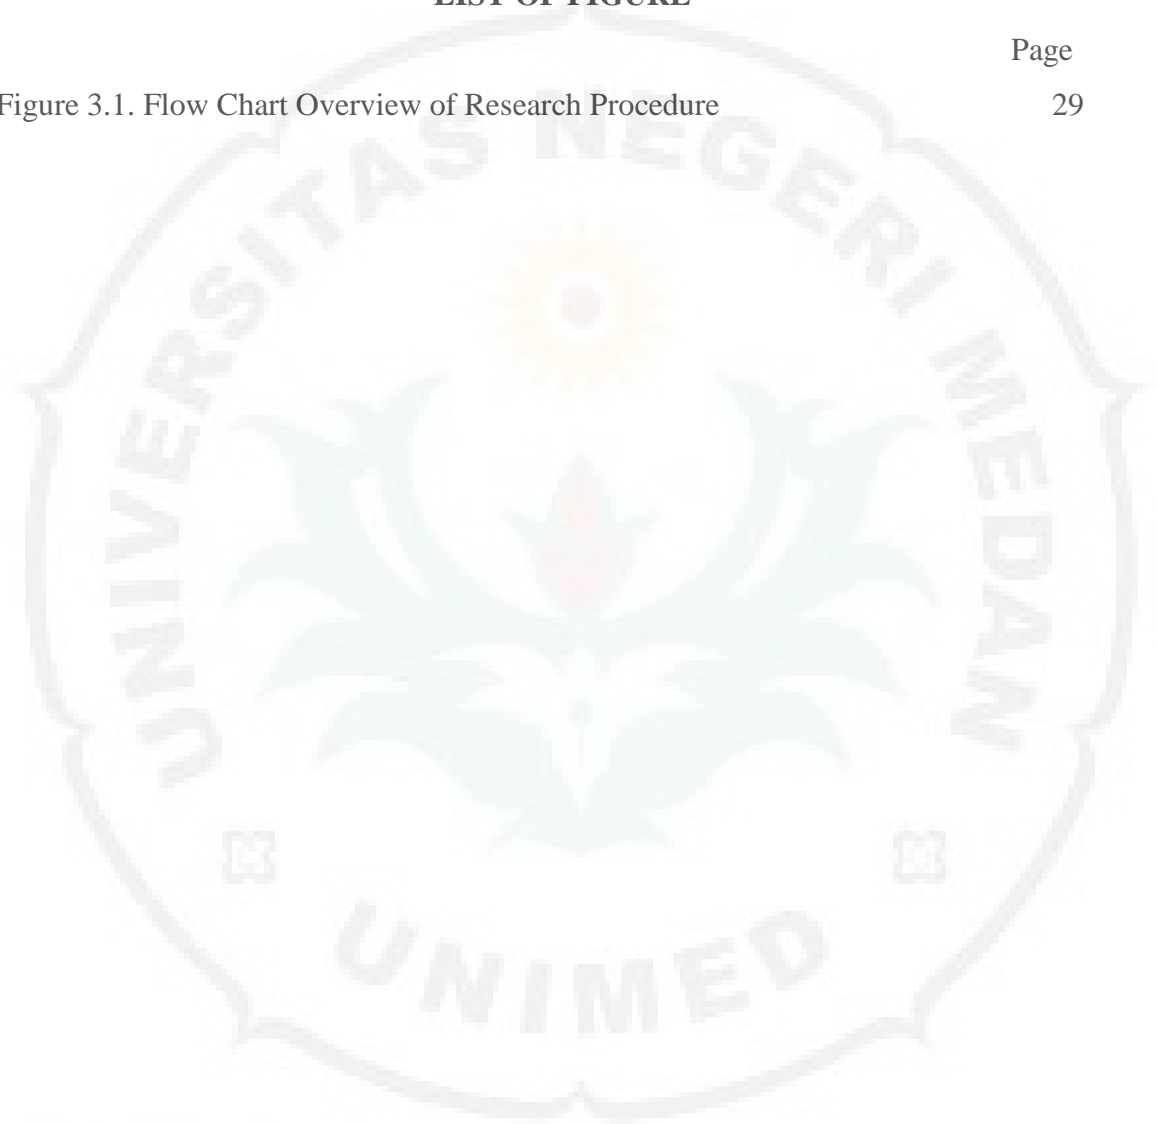 LIST OF FIGURE
Page
Figure 3.1. Flow Chart Overview of Research Procedure 29
UNIVERSITAS NEGERI MEDAN
UNIMED